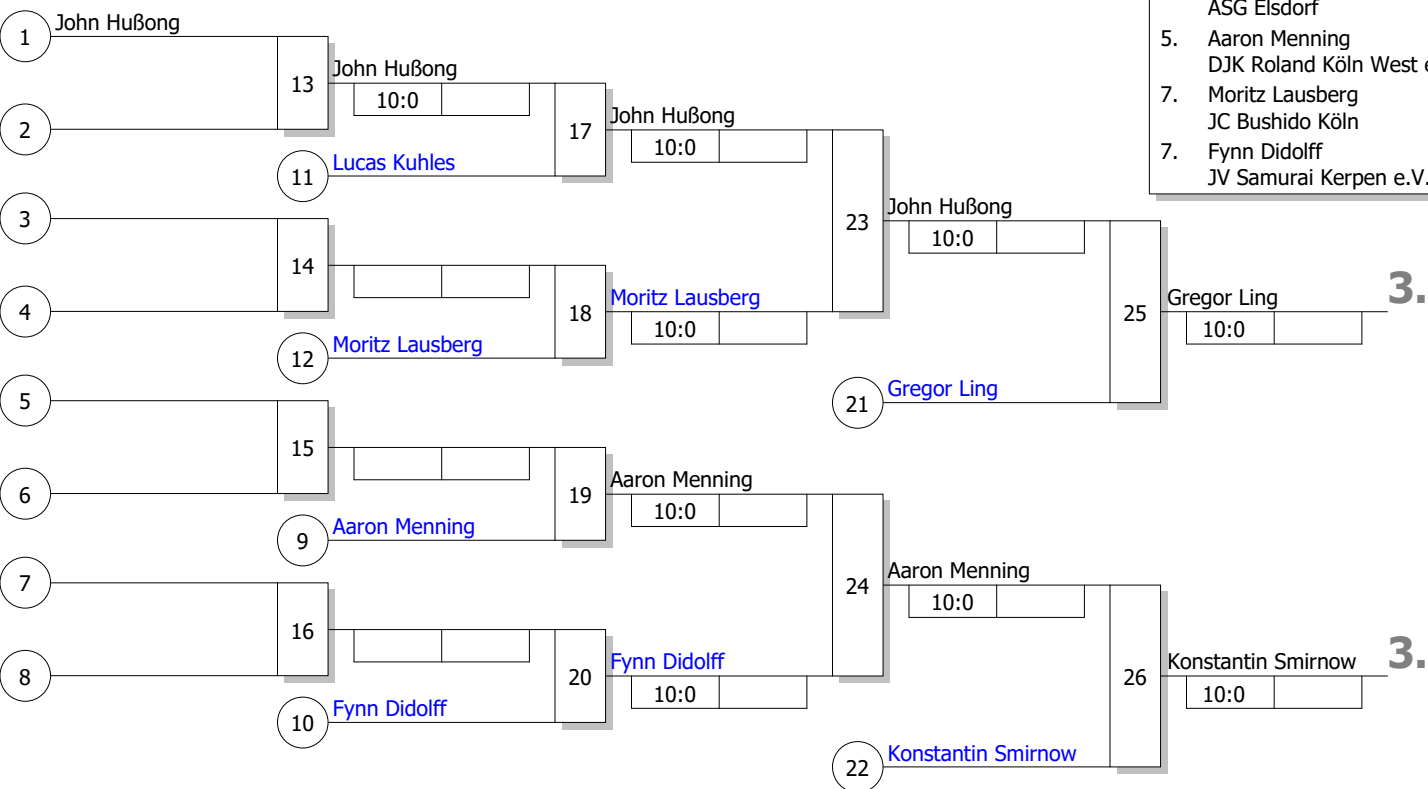 ASG Elsdorf
5. Aaron Menning
DJK Roland Köln West e
7. Moritz Lausberg
JC Bushido Köln
7. Fynn Didolff
JV Samurai Kerpen e.V.
1 John Hußong
2
13 John Hußong
10:0
11 Lucas Kuhles
17 John Hußong
10:0
3
4
14
12 Moritz Lausberg
18 Moritz Lausberg
10:0
23 John Hußong
10:0
21 Gregor Ling
25 Gregor Ling 3.
10:0
5
6
15
9 Aaron Menning
19 Aaron Menning
10:0
7
8
16
10 Fynn Didolff
20 Fynn Didolff
10:0
24 Aaron Menning
10:0
22 Konstantin Smirnow
26 Konstantin Smirnow 3.
10:0